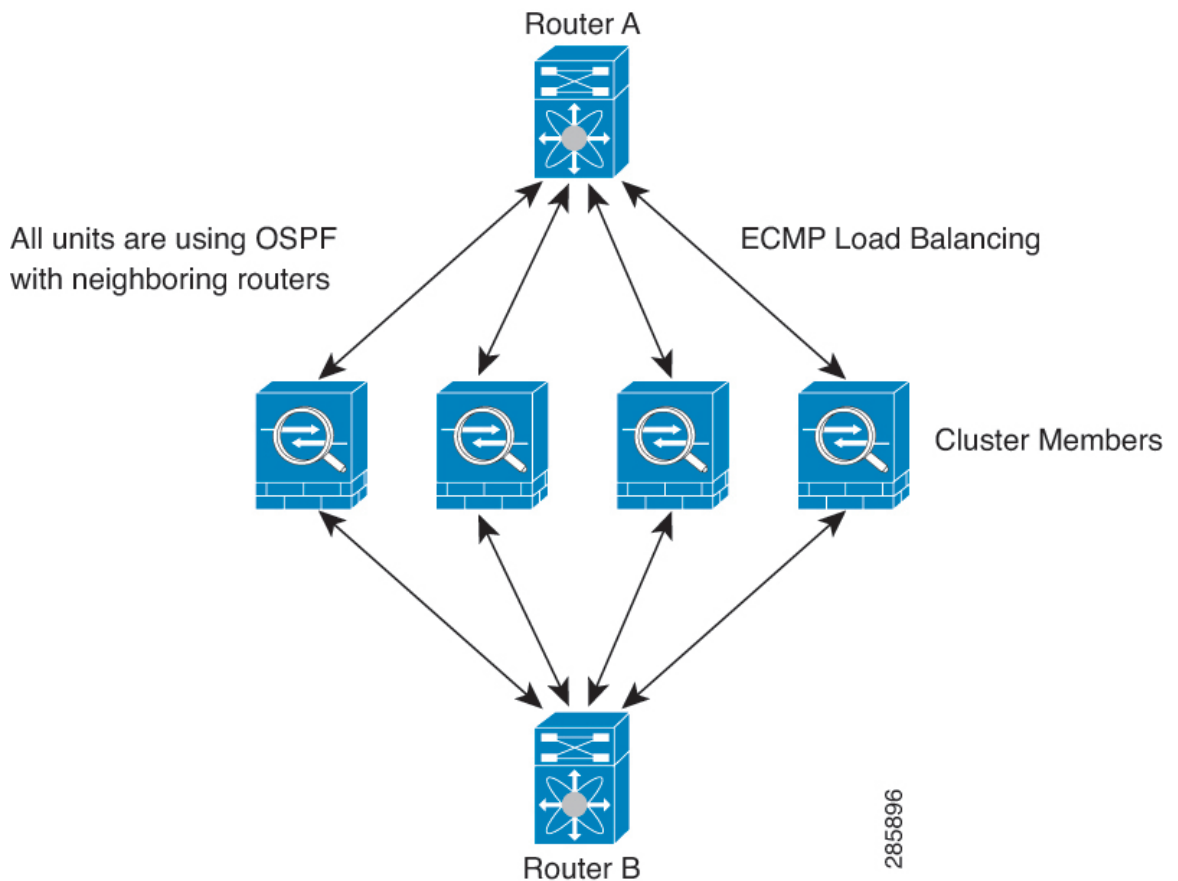 Router A
All units are using OSPF
with neighboring routers
ECMP Load Balancing
Cluster Members
285896
Router B